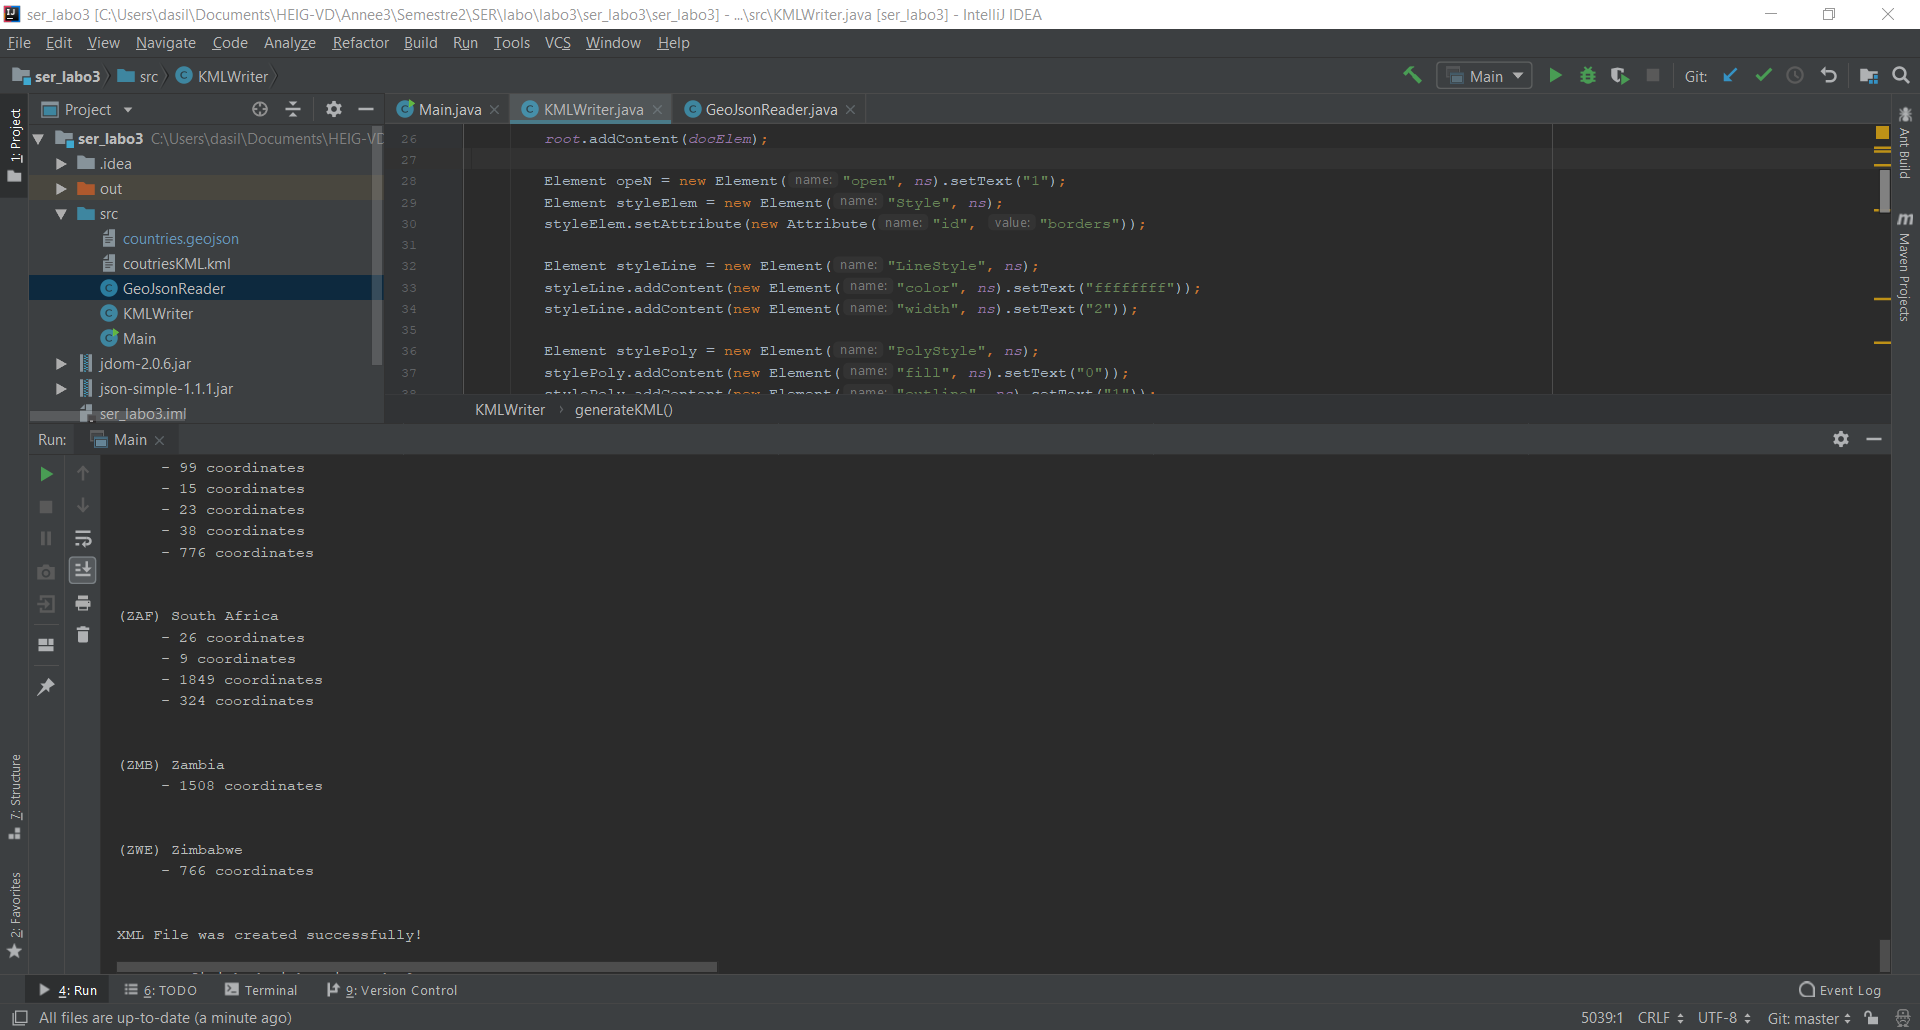 ser_labo3 [C:\Users\dasil\Documents\HEIG-VD\Annee3\Semestre2\SER\labo\labo3\ser_labo3\ser_labo3] - ...\src\KMLWriter.java [ser_labo3] - IntelliJ IDEA
File Edit View Navigate Code Analyze Refactor Build Run Tools VCS Window Help
ser_labo3 src KMLWriter
Main Git:
1: Project
Project
Main.java KMLWriter.java GeoJsonReader.java
ser_labo3 C:\Users\dasil\Documents\HEIG-VD
.idea
out
src
countries.geojson
coutriesKML.kml
GeoJsonReader
KMLWriter
Main
jdom-2.0.6.jar
json-simple-1.1.1.jar
ser_labo3.iml
26 root.addContent(docElem);
27
28 Element opeN = new Element( name: "open", ns).setText("1");
29 Element styleElem = new Element( name: "Style", ns);
30 styleElem.setAttribute(new Attribute( name: "id", value: "borders"));
31
32 Element styleLine = new Element( name: "LineStyle", ns);
33 styleLine.addContent(new Element( name: "color", ns).setText("ffffffff"));
34 styleLine.addContent(new Element( name: "width", ns).setText("2"));
35
36 Element stylePoly = new Element( name: "PolyStyle", ns);
37 stylePoly.addContent(new Element( name: "fill", ns).setText("0"));
38 stylePoly.addContent(new Element( name: "outline", ns).setText("1"));
KMLWriter › generateKML()
Ant Build
Maven Projects
Run: Main
- 99 coordinates
- 15 coordinates
- 23 coordinates
- 38 coordinates
- 776 coordinates
(ZAF) South Africa
- 26 coordinates
- 9 coordinates
- 1849 coordinates
- 324 coordinates
(ZMB) Zambia
- 1508 coordinates
(ZWE) Zimbabwe
- 766 coordinates
XML File was created successfully!
7: Structure
2: Favorites
4: Run 6: TODO Terminal 9: Version Control Event Log
All files are up-to-date (a minute ago) 5039:1 CRLF UTF-8 Git: master